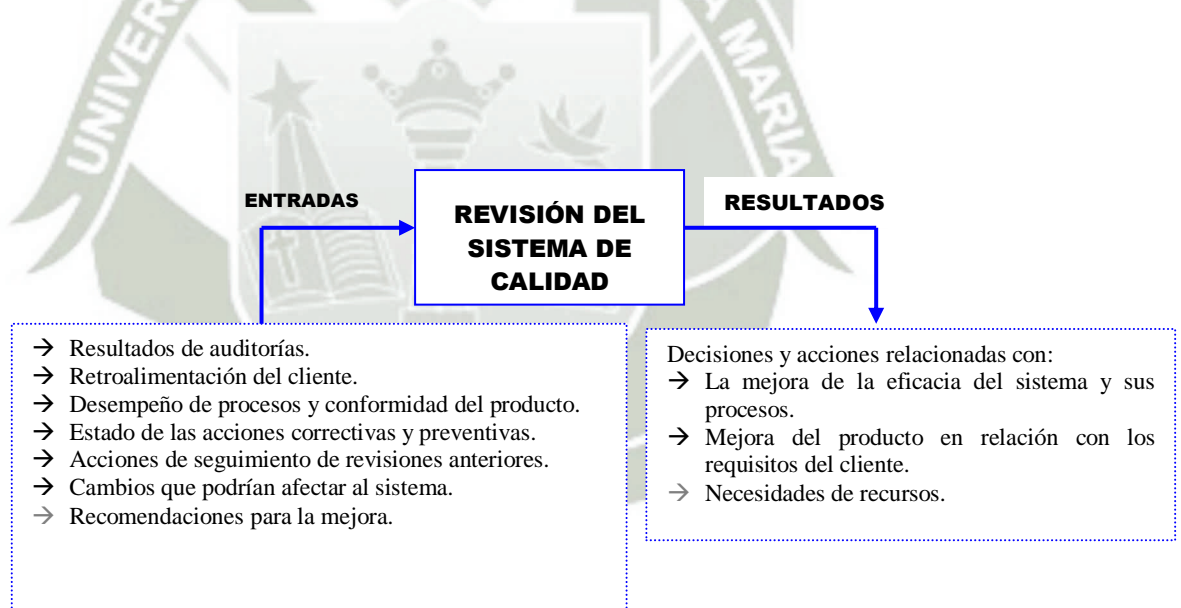 UNIVERS
A MARIA
ENTRADAS
REVISIÓN DEL
SISTEMA DE
CALIDAD
RESULTADOS
→ Resultados de auditorías.
→ Retroalimentación del cliente.
→ Desempeño de procesos y conformidad del producto.
→ Estado de las acciones correctivas y preventivas.
→ Acciones de seguimiento de revisiones anteriores.
→ Cambios que podrían afectar al sistema.
→ Recomendaciones para la mejora.
Decisiones y acciones relacionadas con:
→ La mejora de la eficacia del sistema y sus
procesos.
→ Mejora del producto en relación con los
requisitos del cliente.
→ Necesidades de recursos.